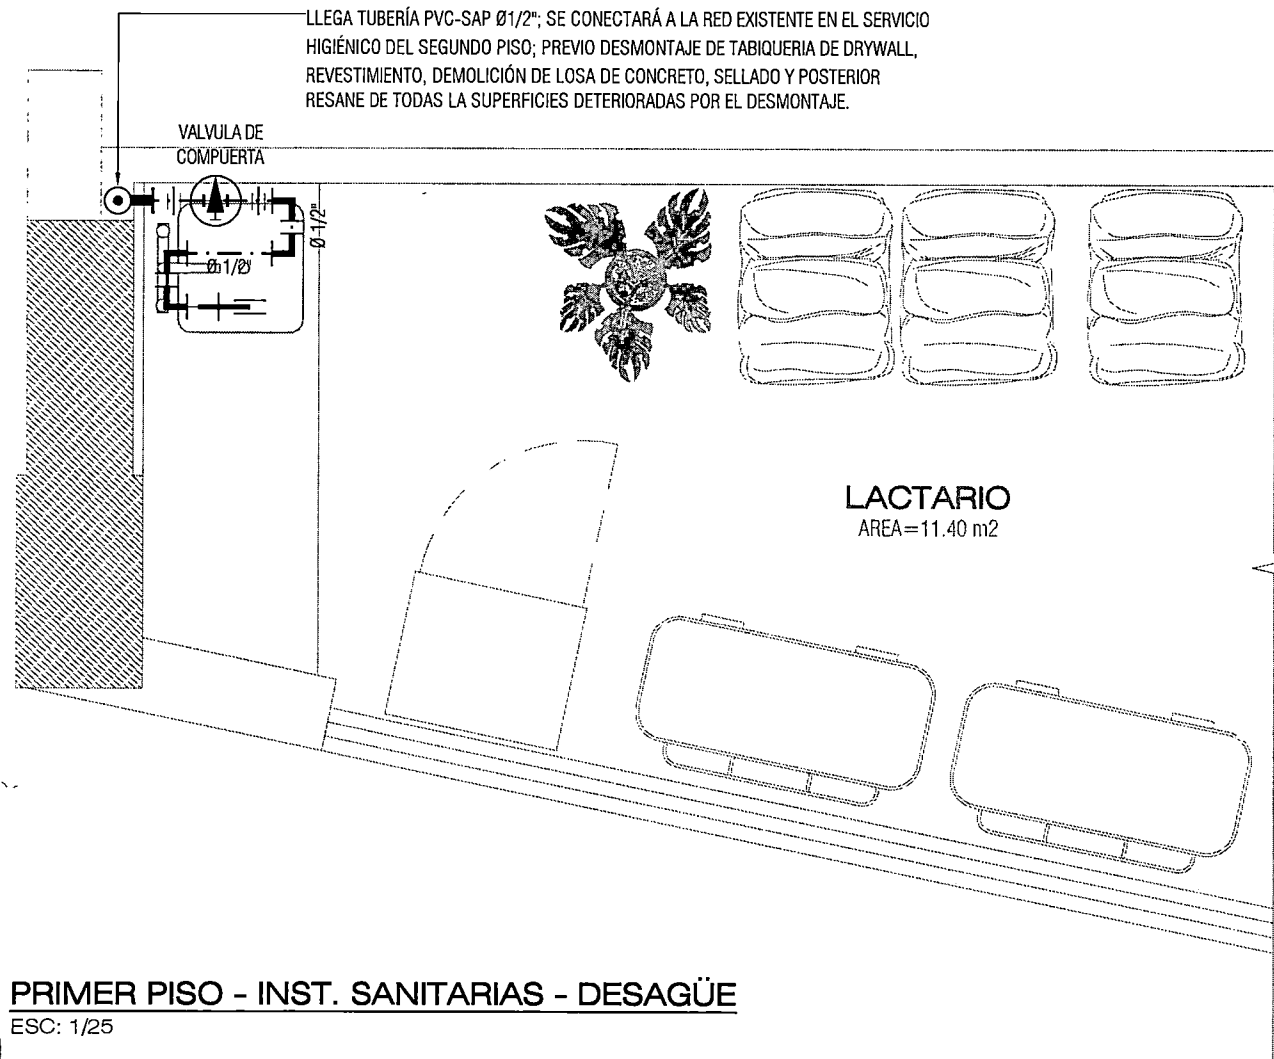 LLEGA TUBERÍA PVC-SAP Ø1/2"; SE CONECTARÁ A LA RED EXISTENTE EN EL SERVICIO
HIGIÉNICO DEL SEGUNDO PISO; PREVIO DESMONTAJE DE TABIQUERIA DE DRYWALL,
REVESTIMIENTO, DEMOLICIÓN DE LOSA DE CONCRETO, SELLADO Y POSTERIOR
RESANE DE TODAS LA SUPERFICIES DETERIORADAS POR EL DESMONTAJE.
VALVULA DE
COMPUERTA
Ø 1/2"
Ø 1/2"
LACTARIO
AREA=11.40 m2
PRIMER PISO - INST. SANITARIAS - DESAGÜE
ESC: 1/25